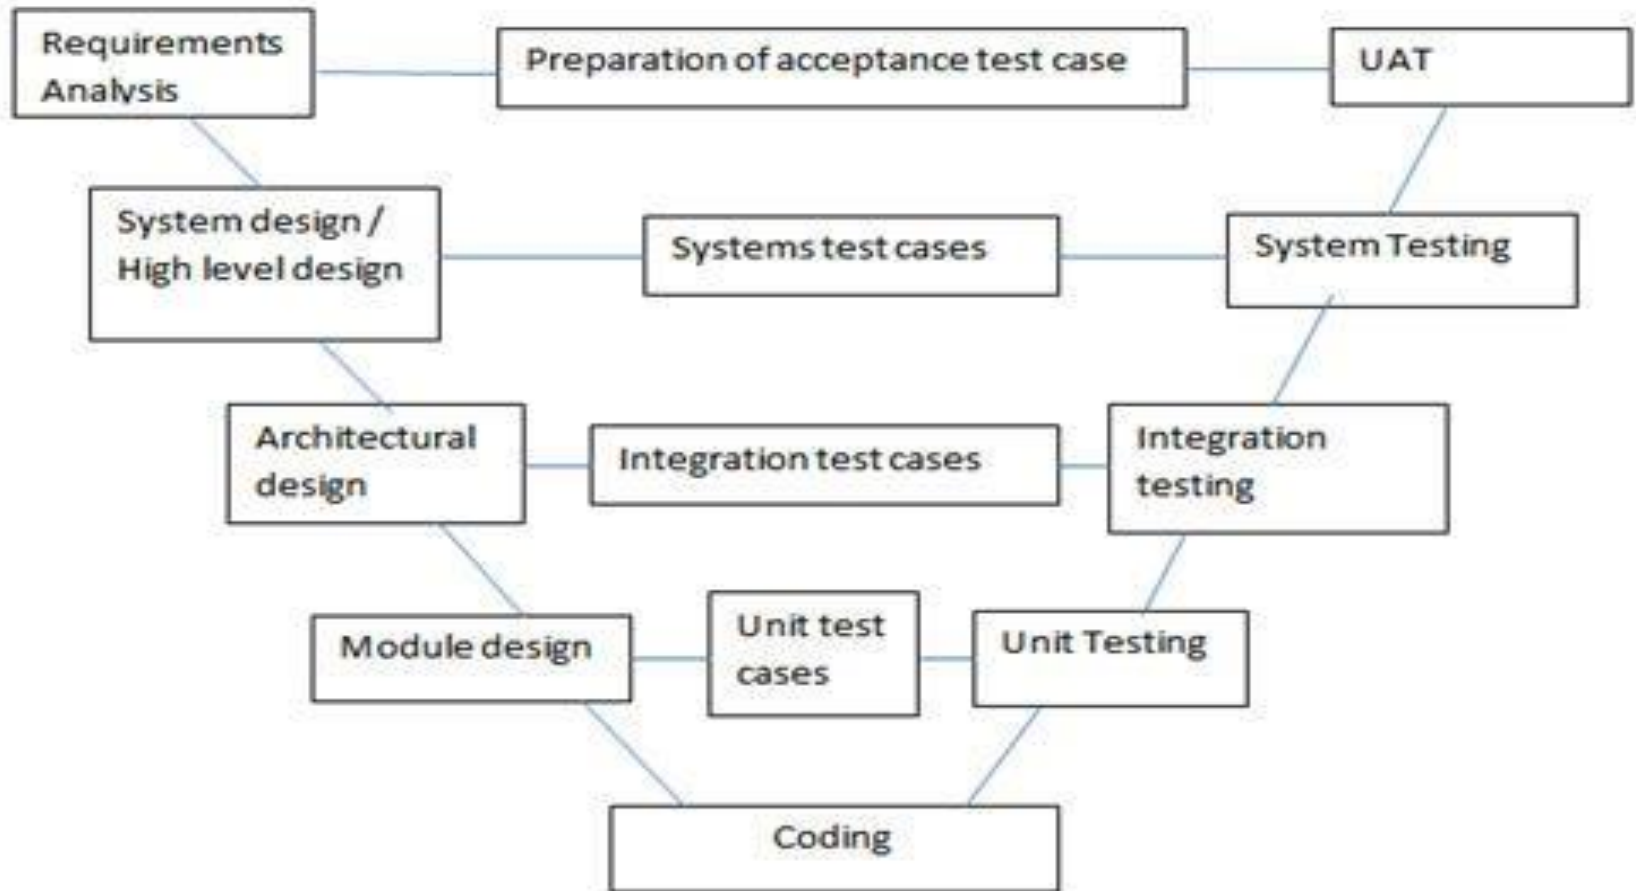 Requirements
Analysis
Preparation of acceptance test case
UAT
System design /
High level design
Systems test cases
System Testing
Architectural
design
Integration test cases
Integration
testing
Module design
Unit test
cases
Unit Testing
Coding